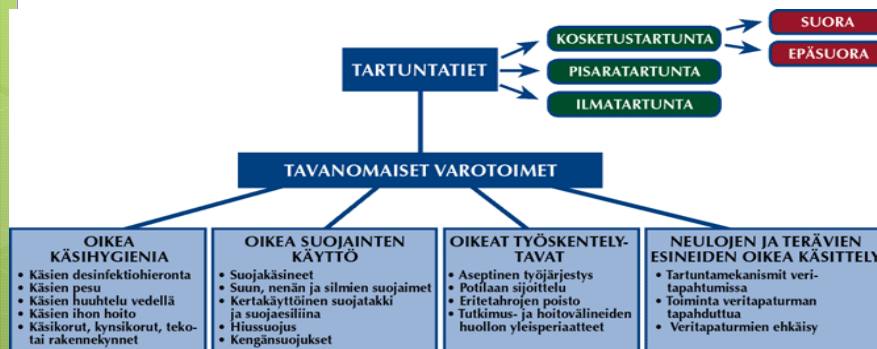 SUORA
KOSKETUSTARTUNTA
EPÄSUORA
TARTUNTATIET
PISARATARTUNTA
ILMATARTUNTA
TAVANOMAISET VAROTOIMET
OIKEA
KÄSIHYGIENIA
• Käsien desinfektiohieronta
• Käsien pesu
• Käsien huuhtelu vedellä
• Käsien ihon hoito
• Käsikorut, kynsikorut, teko-
tai rakennekynnet
OIKEA SUOJAINTEN
KÄYTTÖ
• Suojakäsineet
• Suun, nenän ja silmien suojaimet
• Kertakäyttöinen suojatakki
ja suojaesiliina
• Hiussuojus
• Kengänsuojukset
OIKEAT TYÖSKENTELY-
TAVAT
• Aseptinen työjärjestys
• Potilaan sijoittelu
• Eritetahrojen poisto
• Tutkimus- ja hoitovälineiden
huollon yleisperiaatteet
NEULOJEN JA TERÄVIEN
ESINEIDEN OIKEA KÄSITTELY
• Tartuntamekanismit veri-
tapahtumissa
• Toiminta veritapaturman
tapahduttua
• Veritapaturmien ehkäisy